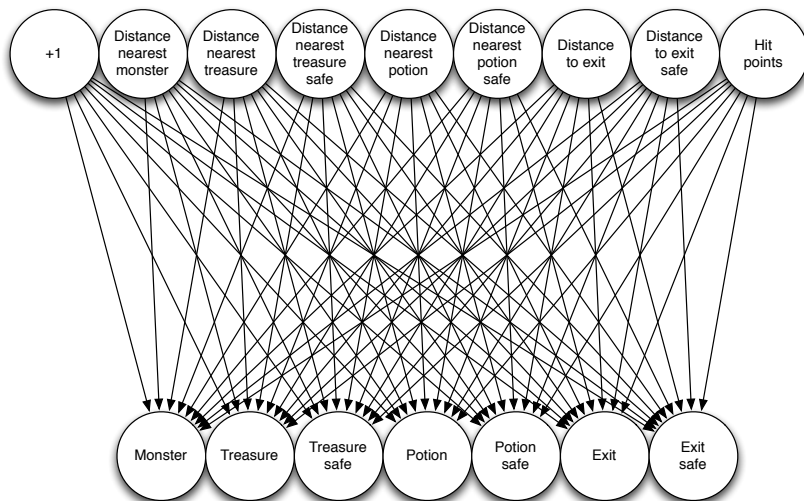 +1
Distance
nearest
monster
Distance
nearest
treasure
Distance
nearest
treasure
safe
Distance
nearest
potion
Distance
nearest
potion
safe
Distance
to exit
Distance
to exit
safe
Hit
points
Monster
Treasure
Treasure
safe
Potion
Potion
safe
Exit
Exit
safe